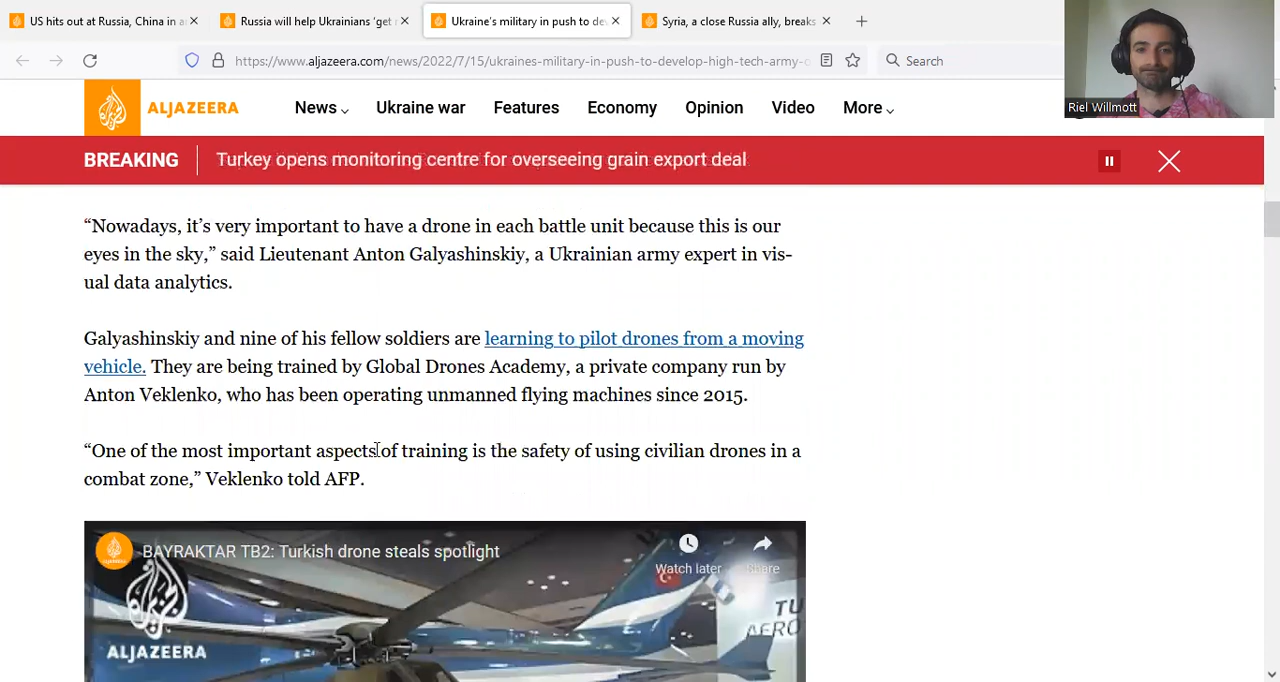 US hits out at Russia, China in a
Russia will help Ukrainians ‘get r
Ukraine's military in push to de
Syria, a close Russia ally, breaks
https://www.aljazeera.com/news/2022/7/15/ukraines-military-in-push-to-develop-high-tech-army-o
Search
Riel Willmott
ALJAZEERA
News
Ukraine war
Features
Economy
Opinion
Video
More
BREAKING
Turkey opens monitoring centre for overseeing grain export deal
“Nowadays, it’s very important to have a drone in each battle unit because this is our
eyes in the sky,” said Lieutenant Anton Galyashinskiy, a Ukrainian army expert in vis-
ual data analytics.
Galyashinskiy and nine of his fellow soldiers are learning to pilot drones from a moving
vehicle. They are being trained by Global Drones Academy, a private company run by
Anton Veklenko, who has been operating unmanned flying machines since 2015.
“One of the most important aspects of training is the safety of using civilian drones in a
combat zone,” Veklenko told AFP.
BAYRAKTAR TB2: Turkish drone steals spotlight
Watch later
Share
TU
AERO
ALJAZEERA